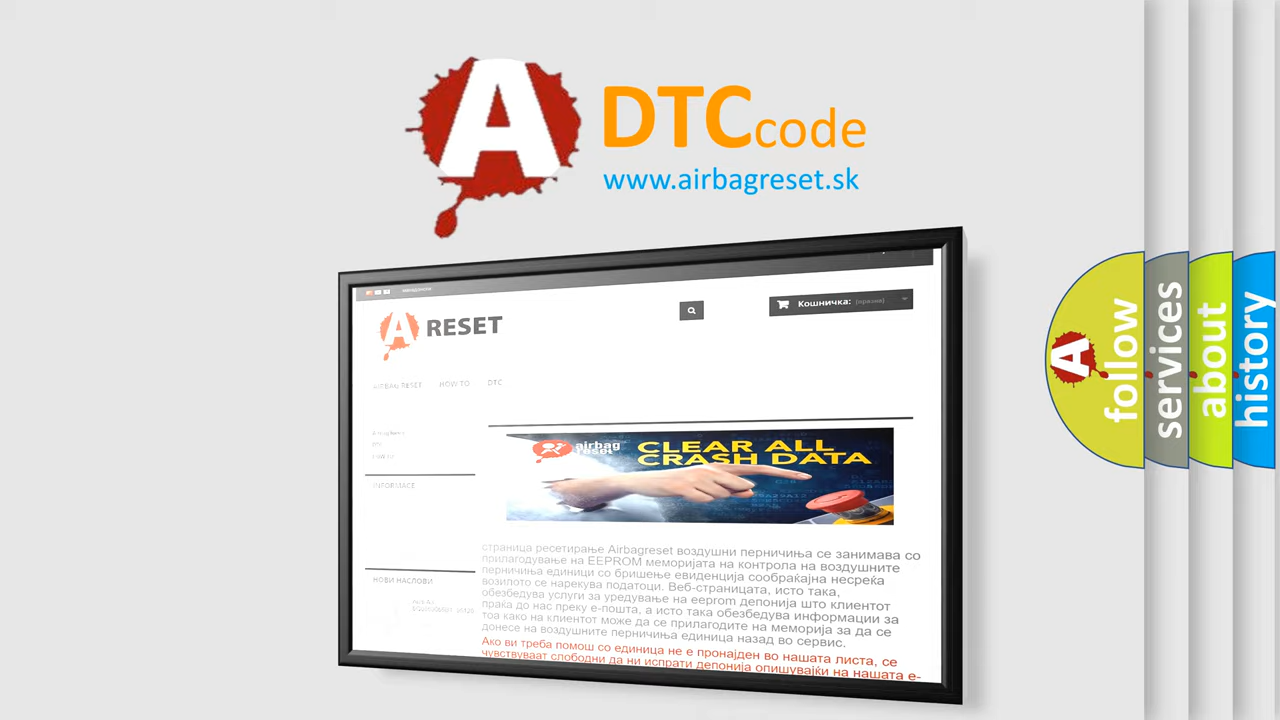 A DTCcode
www.airbagreset.sk
Кошничка: (празни)
A RESET
AIRBAG RESET HOW TO DTC
airbag
reset
CLEAR ALL
CRASH DATA
INFORMACE
страница ресетирање Airbagreset воздушни перничиња се занимава со
прилагодување на EEPROM меморијата на контрола на воздушните
перничиња единици со бришење евиденција сообраќајна несреќа
возилото се нарекува податоци. Веб-страницата, исто така,
обезбедува услуги за уредување на eeprom депонија што клиентот
праќа до нас преку е-пошта, а исто така обезбедува информации за
тоа како на клиентот може да се прилагодите на меморија за да се
донесе на воздушните перничиња единица назад во сервис.
Ако ви треба помош со единица не е пронајден во нашата листа, се
чувствуваат слободни да ни испрати депонија опишувајќи на нашата е-
НОВИ НАСЛОВИ
A follow
services
about
history